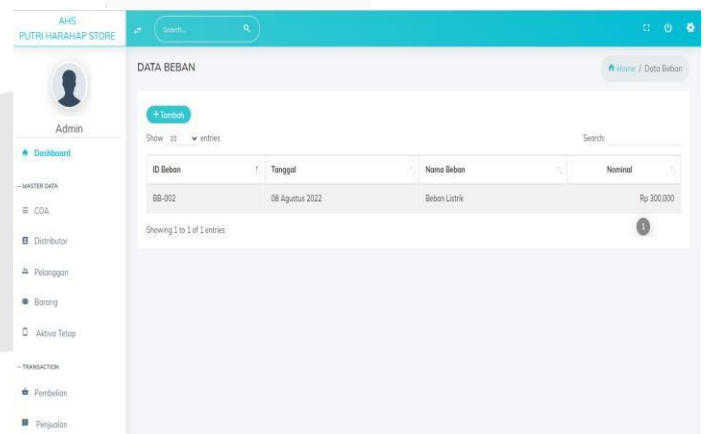 AHS
PUTRI HARAHAP STORE
Search...
DATA BEBAN
Home / Data Beban
Admin
+ Tambah
Show 10 entries
Search:
Dashboard
ID Beban Tanggal Nama Beban Nominal
BB-002 08 Agustus 2022 Beban Listrik Rp 300,000
Showing 1 to 1 of 1 entries
1
-- MASTER DATA
COA
Distributor
Pelanggan
Barang
Aktiva Tetap
-- TRANSACTION
Pembelian
Penjualan